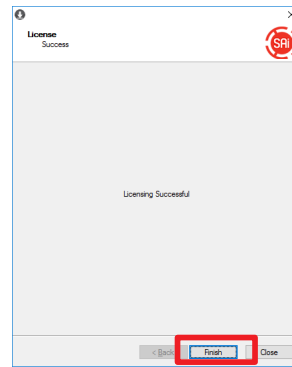 License
Success
SAi
Licensing Successful
< Back
Finish
Close